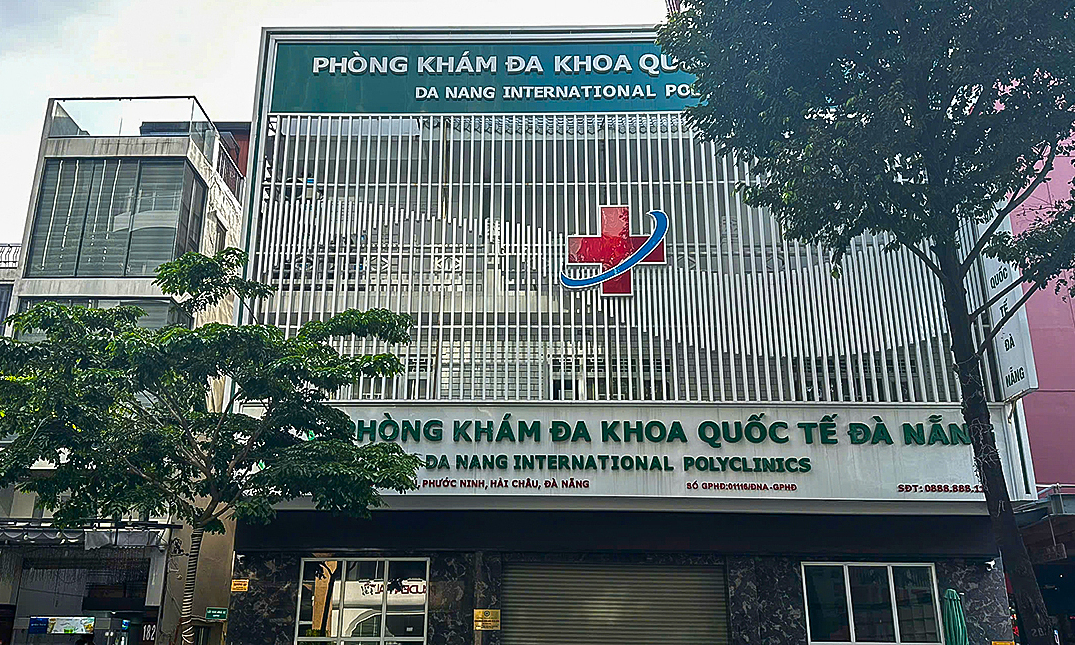 PHÒNG KHÁM ĐA KHOA
DA NANG INTERNATIONAL
QUỐC
TẾ
ĐÀ
NẴNG
PHÒNG KHÁM ĐA KHOA QUỐC TẾ ĐÀ NẴN
DA NANG INTERNATIONAL POLYCLINICS
PHƯỚC NINH, HẢI CHÂU, ĐÀ NẴNG
SỐ GPHĐ:01116/ĐNA-GPHĐ
SĐT: 0888.888.1
182